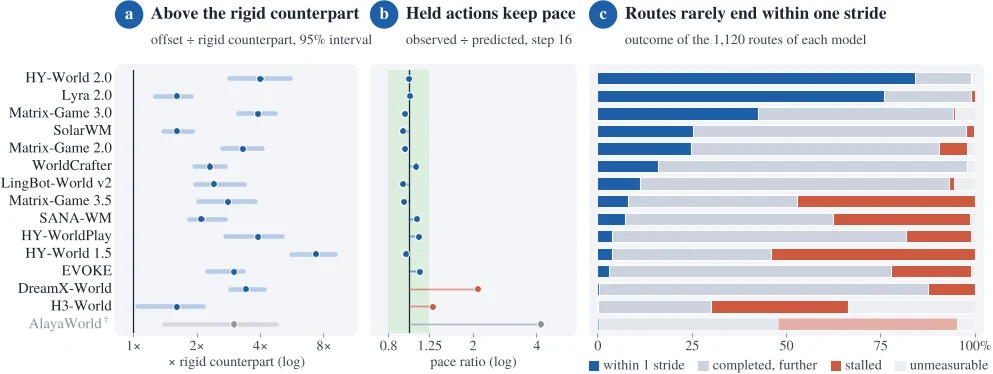 a Above the rigid counterpart
offset ÷ rigid counterpart, 95% interval
b Held actions keep pace
observed ÷ predicted, step 16
c Routes rarely end within one stride
outcome of the 1,120 routes of each model
HY-World 2.0
Lyra 2.0
Matrix-Game 3.0
SolarWM
Matrix-Game 2.0
WorldCrafter
LingBot-World v2
Matrix-Game 3.5
SANA-WM
HY-WorldPlay
HY-World 1.5
EVOKE
DreamX-World
H3-World
AlayaWorld†
1× 2× 4× 8×
× rigid counterpart (log)
0.8 1.25 2 4
pace ratio (log)
0 25 50 75 100%
within 1 stride completed, further stalled unmeasurable